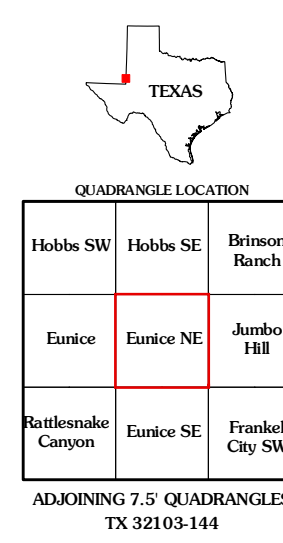 TEXAS
QUADRANGLE LOCATION
Hobbs SW
Hobbs SE
Brinson
Ranch
Eunice
Eunice NE
Jumbo
Hill
Rattlesnake
Canyon
Eunice SE
Frankel
City SW
ADJOINING 7.5' QUADRANGLES
TX 32103-144